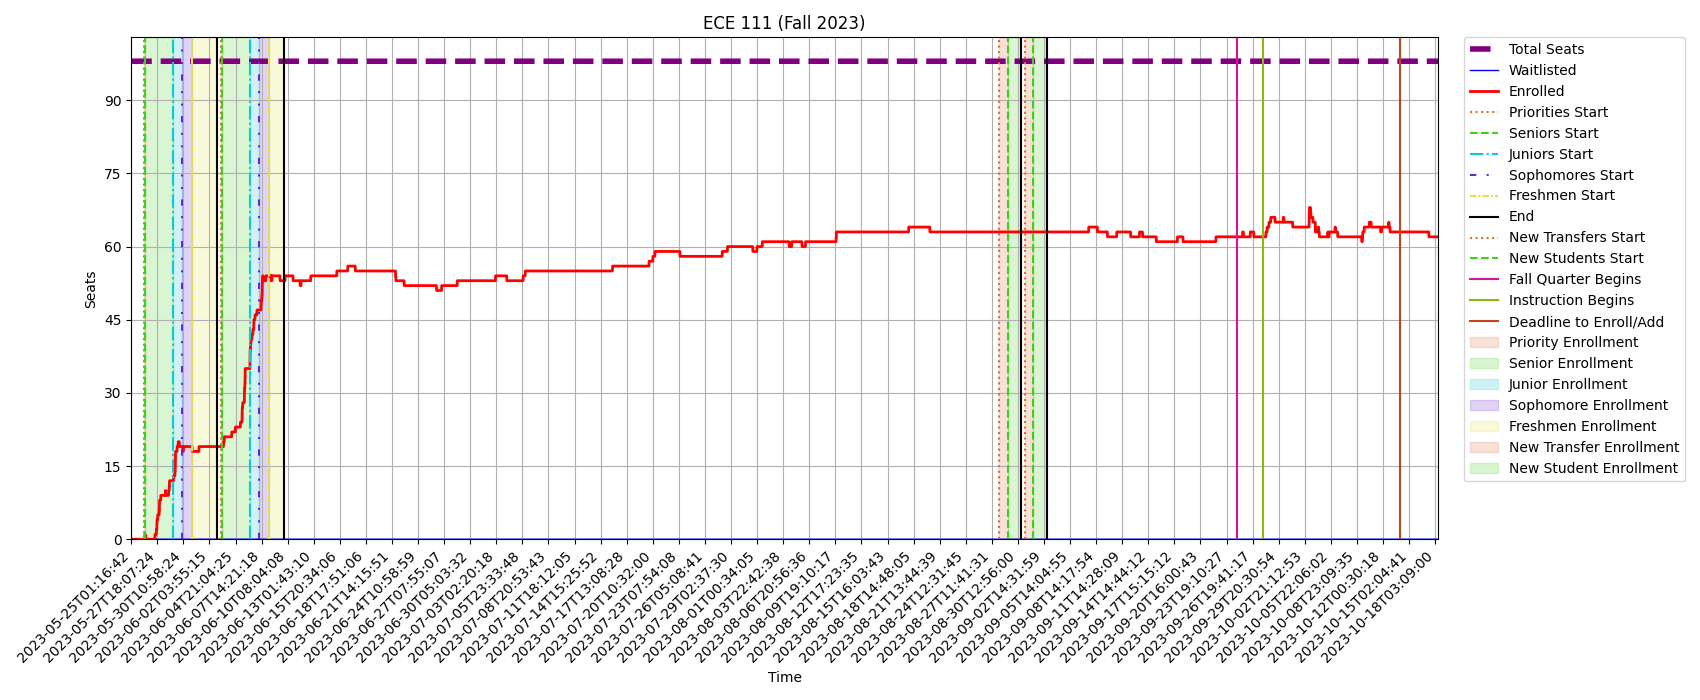 ECE 111 (Fall 2023)
Seats
90
75
60
45
30
15
0
2023-05-25T01:16:42
2023-05-27T18:07:24
2023-05-30T10:58:24
2023-06-02T03:55:15
2023-06-04T21:04:25
2023-06-07T14:21:18
2023-06-10T08:04:08
2023-06-13T01:43:10
2023-06-15T20:34:06
2023-06-18T17:51:06
2023-06-21T14:15:51
2023-06-24T10:58:59
2023-06-27T07:55:07
2023-06-30T05:03:32
2023-07-03T02:20:18
2023-07-05T23:33:48
2023-07-08T20:53:43
2023-07-11T18:12:05
2023-07-14T15:25:52
2023-07-17T13:08:28
2023-07-20T10:32:00
2023-07-23T07:54:08
2023-07-26T05:08:41
2023-07-29T02:37:30
2023-08-01T00:34:05
2023-08-03T22:42:38
2023-08-06T20:56:36
2023-08-09T19:10:17
2023-08-12T17:23:35
2023-08-15T16:03:43
2023-08-18T14:48:05
2023-08-21T13:44:39
2023-08-24T12:31:45
2023-08-27T11:41:31
2023-08-30T12:56:00
2023-09-02T14:31:59
2023-09-05T14:04:55
2023-09-08T14:17:54
2023-09-11T14:28:09
2023-09-14T14:44:12
2023-09-17T15:15:12
2023-09-20T16:00:43
2023-09-23T19:10:27
2023-09-26T19:41:17
2023-09-29T20:30:54
2023-10-02T21:12:53
2023-10-05T22:06:02
2023-10-08T23:09:35
2023-10-12T00:30:18
2023-10-15T02:04:41
2023-10-18T03:09:00
Time
Total Seats
Waitlisted
Enrolled
Priorities Start
Seniors Start
Juniors Start
Sophomores Start
Freshmen Start
End
New Transfers Start
New Students Start
Fall Quarter Begins
Instruction Begins
Deadline to Enroll/Add
Priority Enrollment
Senior Enrollment
Junior Enrollment
Sophomore Enrollment
Freshmen Enrollment
New Transfer Enrollment
New Student Enrollment